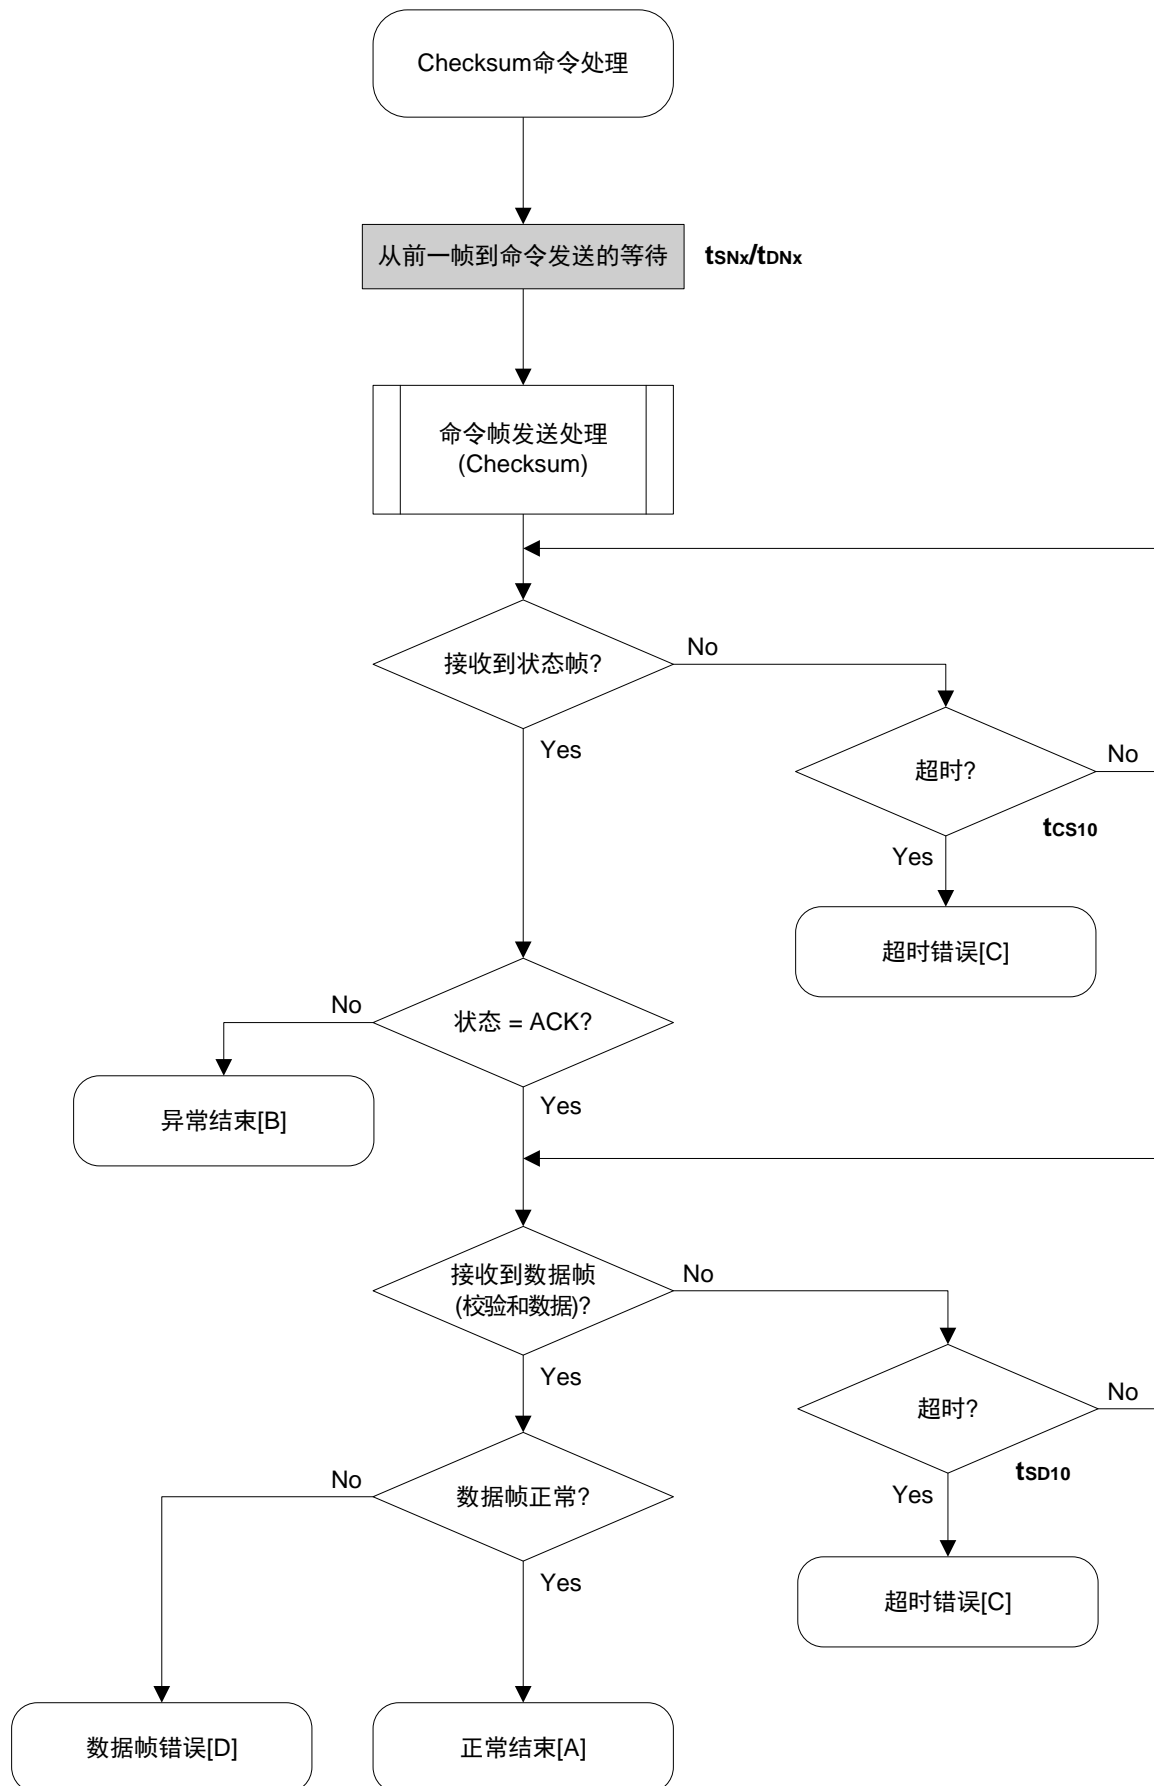 Checksum命令处理
从前一帧到命令发送的等待
tSNx/tDNx
命令帧发送处理
(Checksum)
接收到状态帧?
No
Yes
超时?
No
tCS10
Yes
超时错误[C]
状态 = ACK?
No
Yes
异常结束[B]
接收到数据帧
(校验和数据)?
No
Yes
超时?
No
tSD10
Yes
超时错误[C]
数据帧正常?
No
Yes
数据帧错误[D]
正常结束[A]